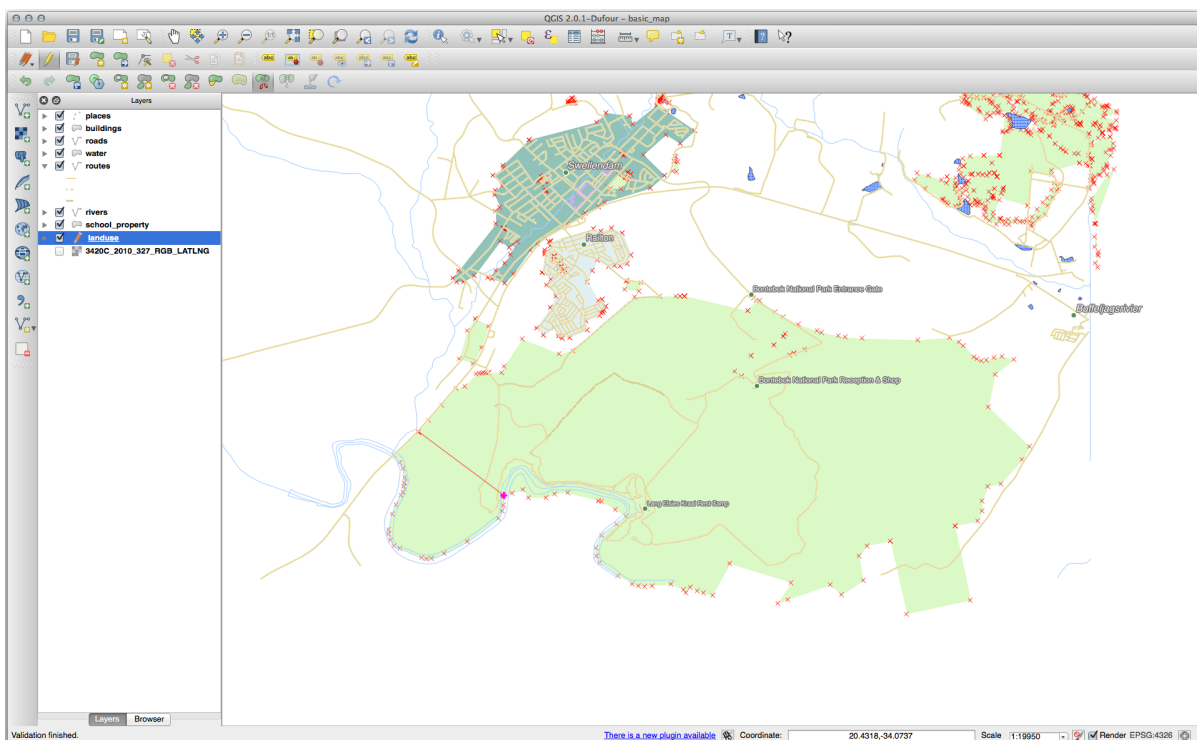 QGIS 2.0.1-Dufour – basic_map
Layers
places
buildings
roads
water
routes
rivers
school_property
landuse
3420C_2010_327_RGB_LATLNG
Swellendam
Railton
Bontebok National Park Entrance Gate
Buffeljagsrivier
Bontebok National Park Reception & Shop
Lang Elsies Kraal Rest Camp
Layers
Browser
Validation finished.
There is a new plugin available
Coordinate:
20.4318,-34.0737
Scale
1:19950
Render
EPSG:4326